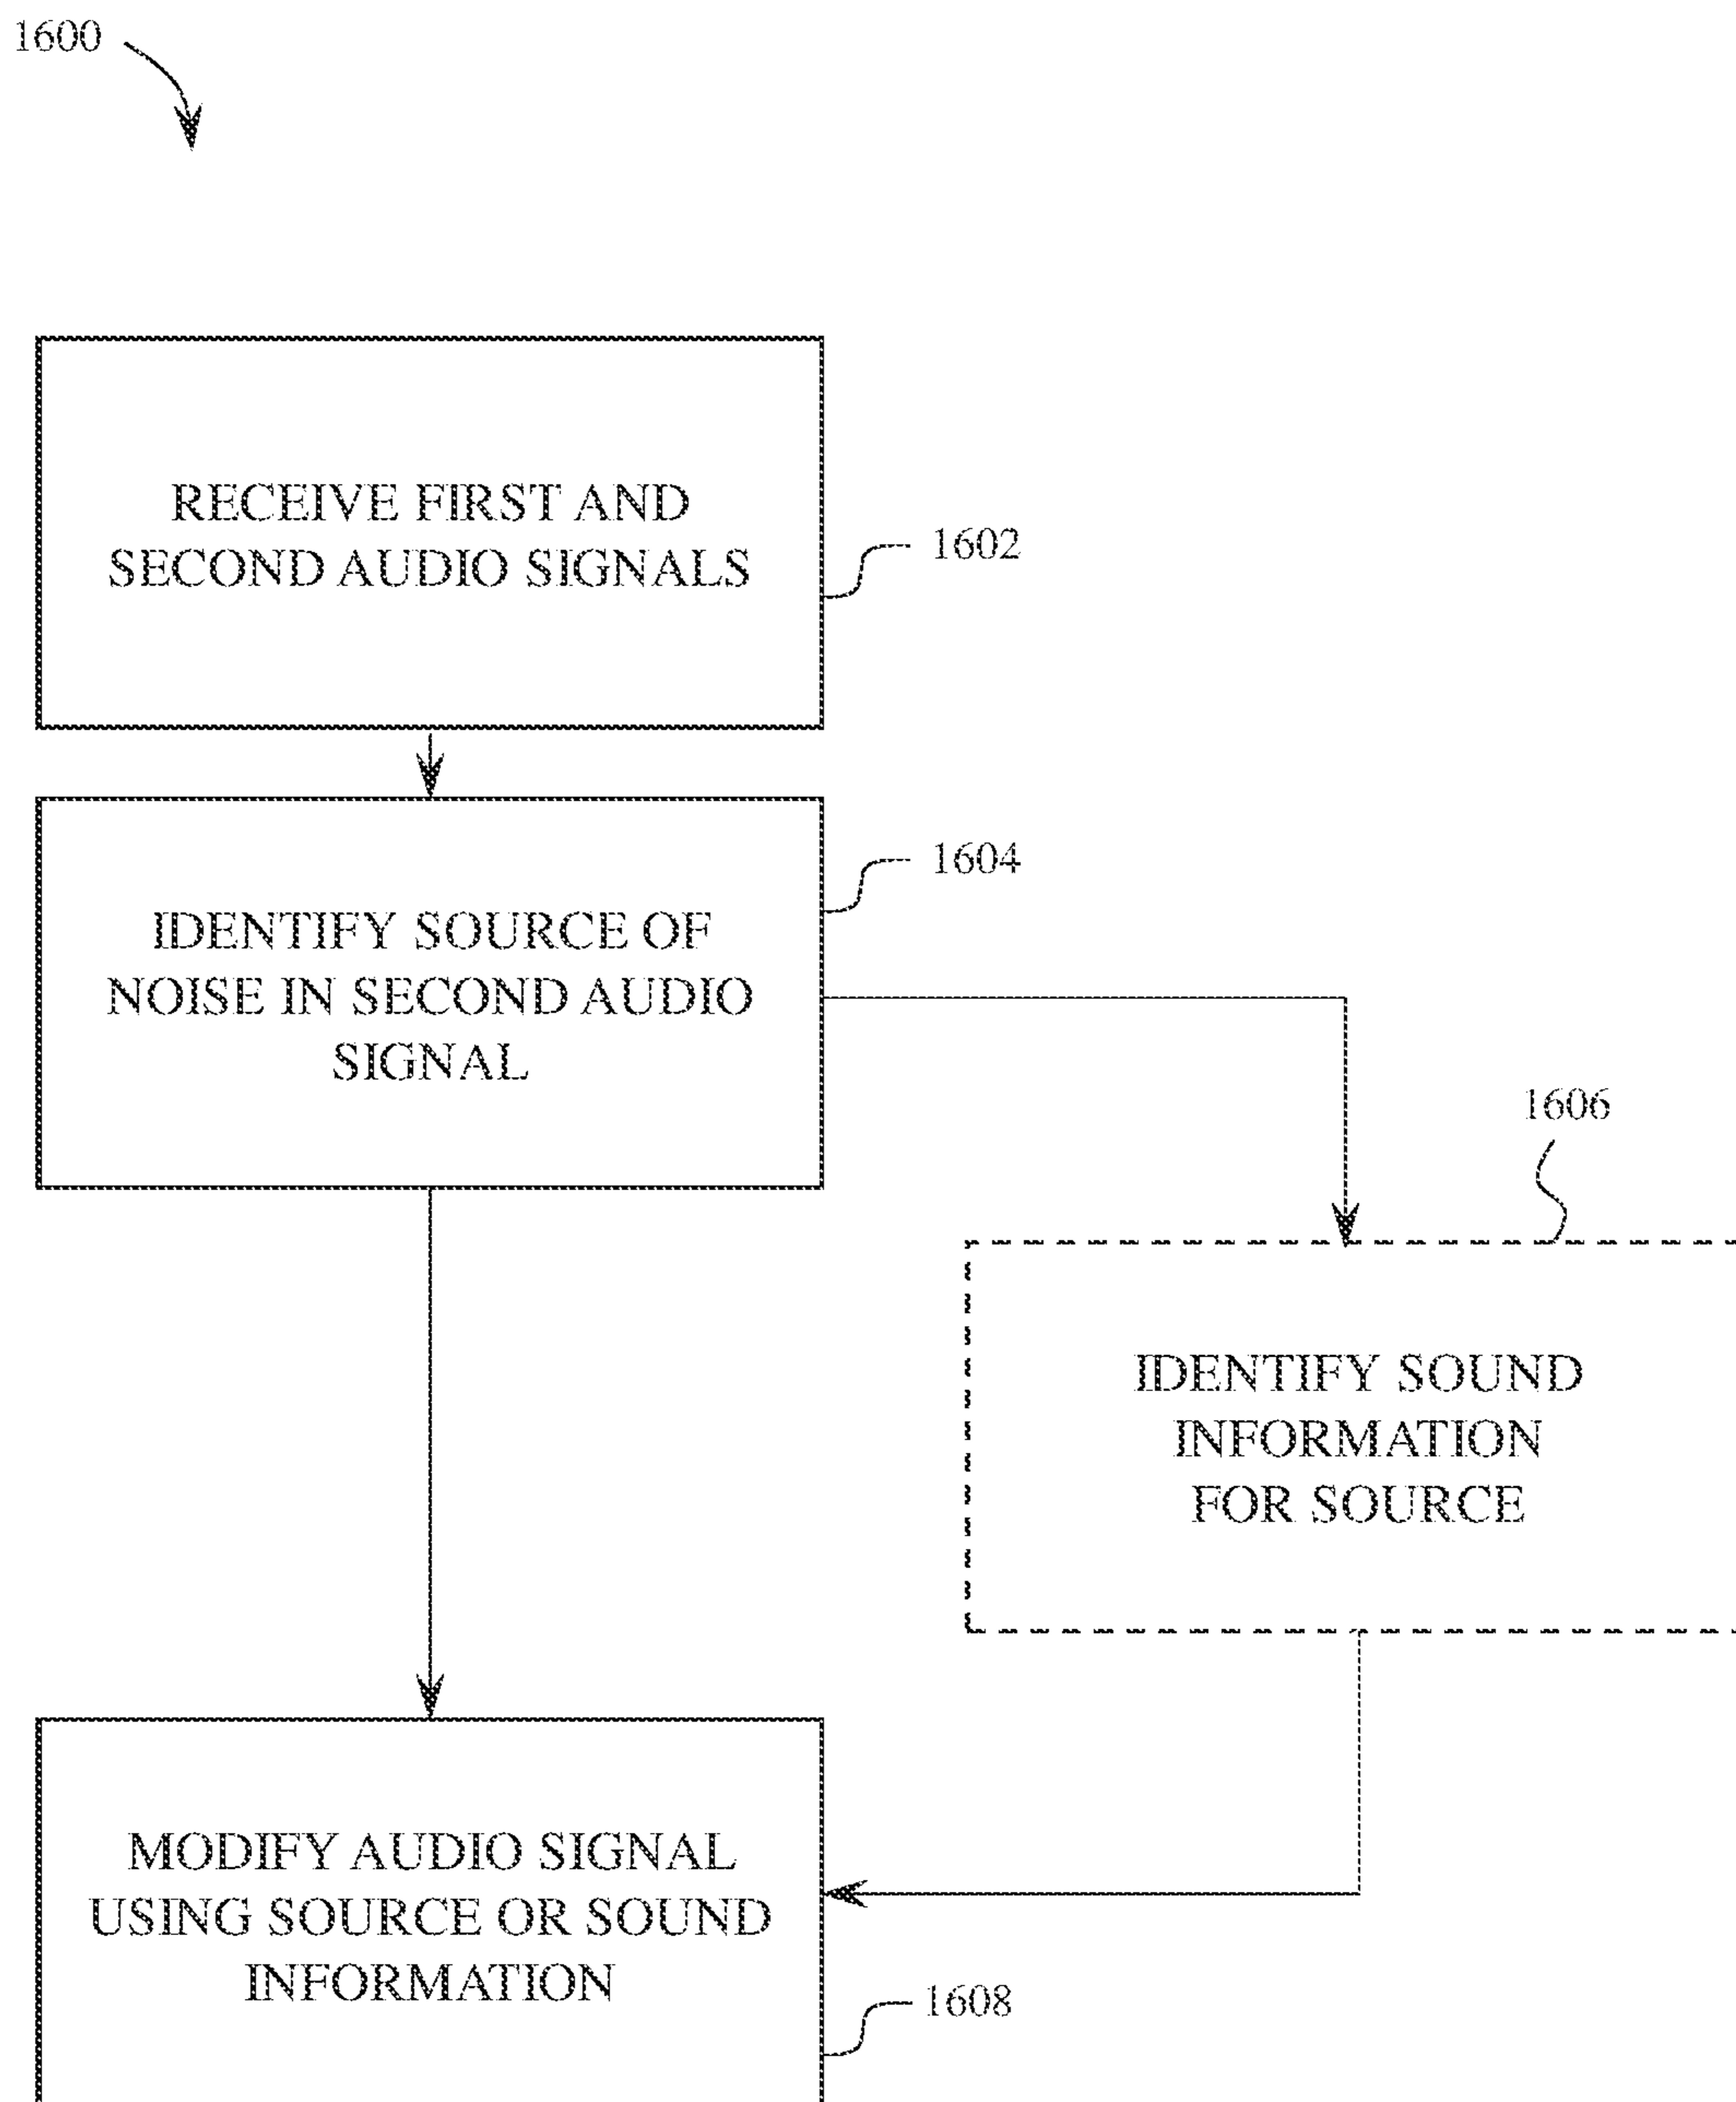 1600
RECEIVE FIRST AND
SECOND AUDIO SIGNALS
1602
IDENTIFY SOURCE OF
NOISE IN SECOND AUDIO
SIGNAL
1604
1606
IDENTIFY SOUND
INFORMATION
FOR SOURCE
MODIFY AUDIO SIGNAL
USING SOURCE OR SOUND
INFORMATION
1608